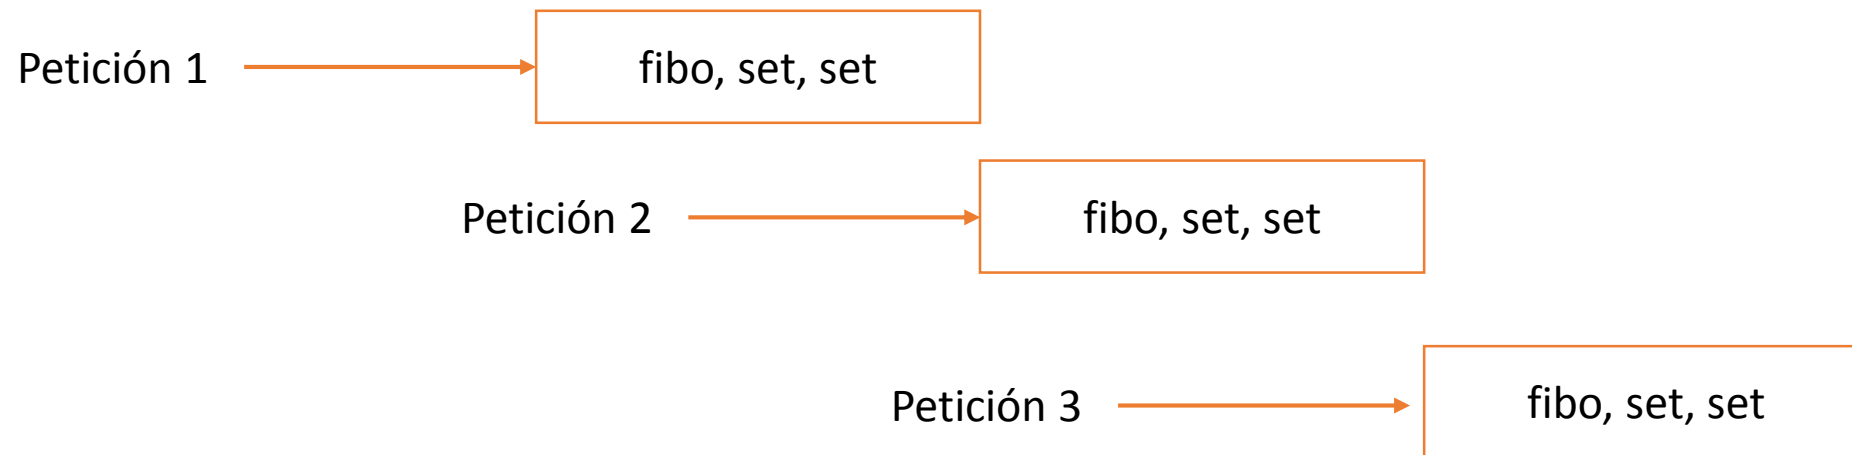 Petición 1
fibo, set, set
Petición 2
fibo, set, set
Petición 3
fibo, set, set